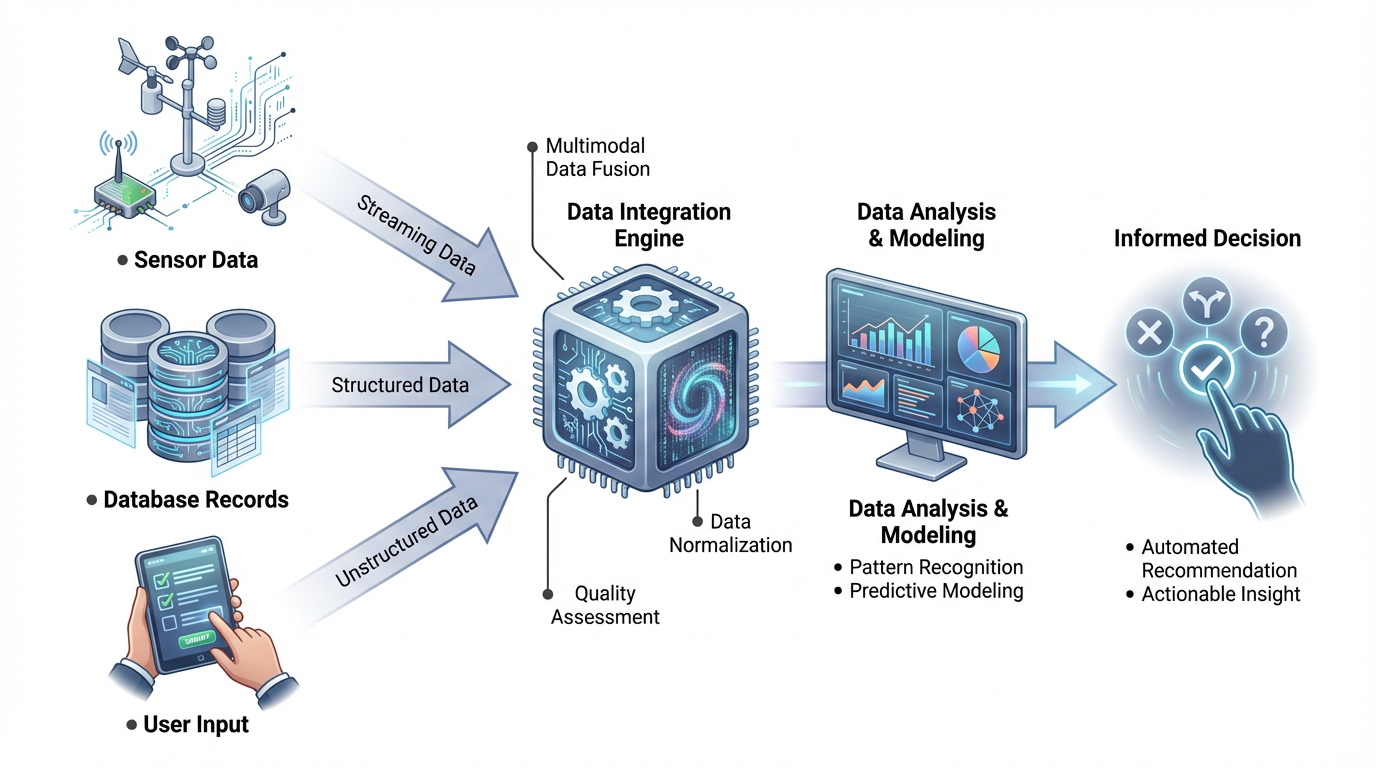 Multimodal
Data Fusion
Streaming Data
Data Integration
Engine
Data Analysis
& Modeling
Informed Decision
• Sensor Data
Structured Data
• Database Records
Unstructured Data
Data
Normalization
Quality
Assessment
Data Analysis &
Modeling
• Pattern Recognition
• Predictive Modeling
• Automated
Recommendation
• Actionable Insight
• User Input